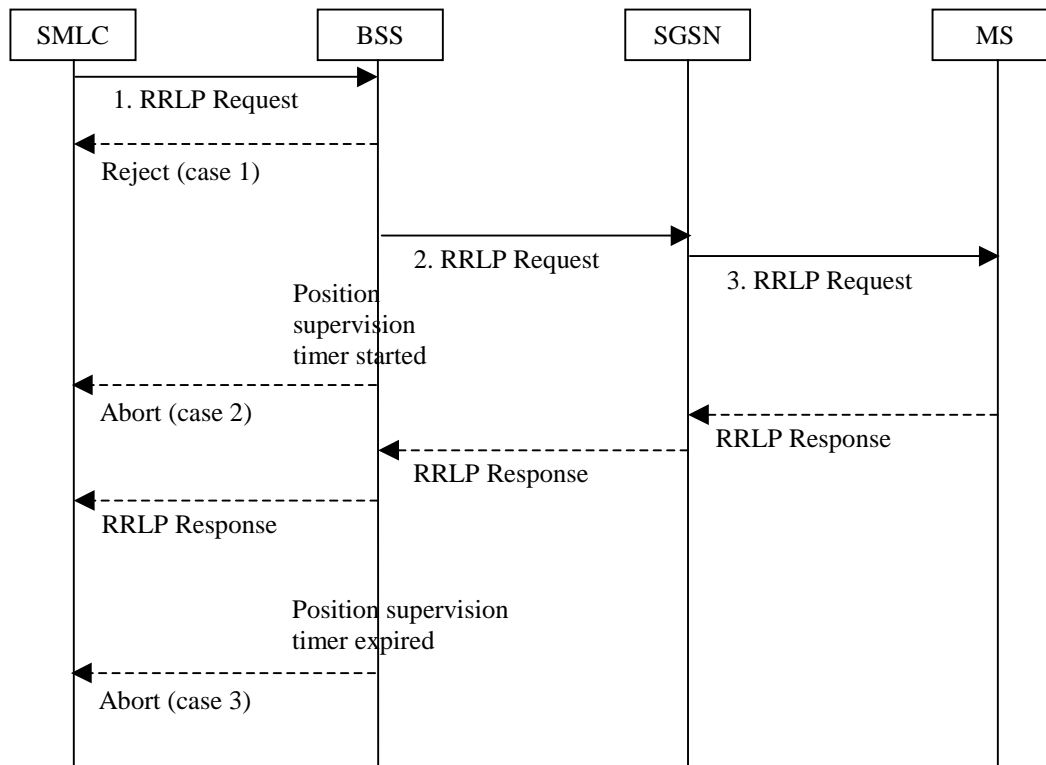 SMLC
BSS
SGSN
MS
1. RRLP Request
Reject (case 1)
2. RRLP Request
3. RRLP Request
Position
supervision
timer started
Abort (case 2)
RRLP Response
RRLP Response
RRLP Response
Position supervision
timer expired
Abort (case 3)